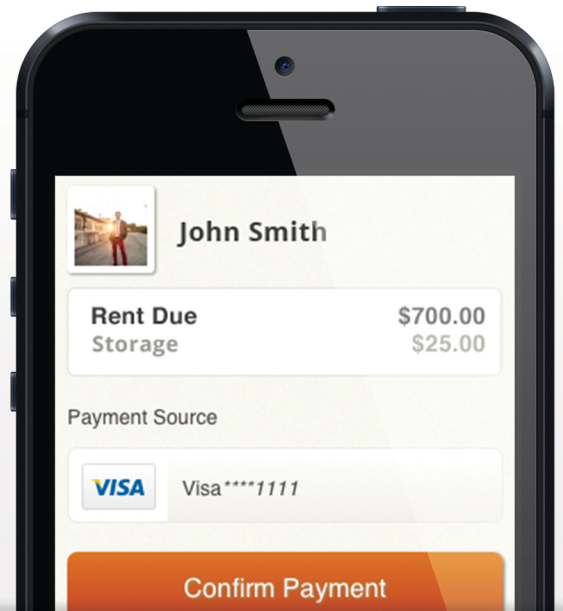 John Smith
Rent Due $700.00
Storage $25.00
Payment Source
VISA Visa****1111
Confirm Payment